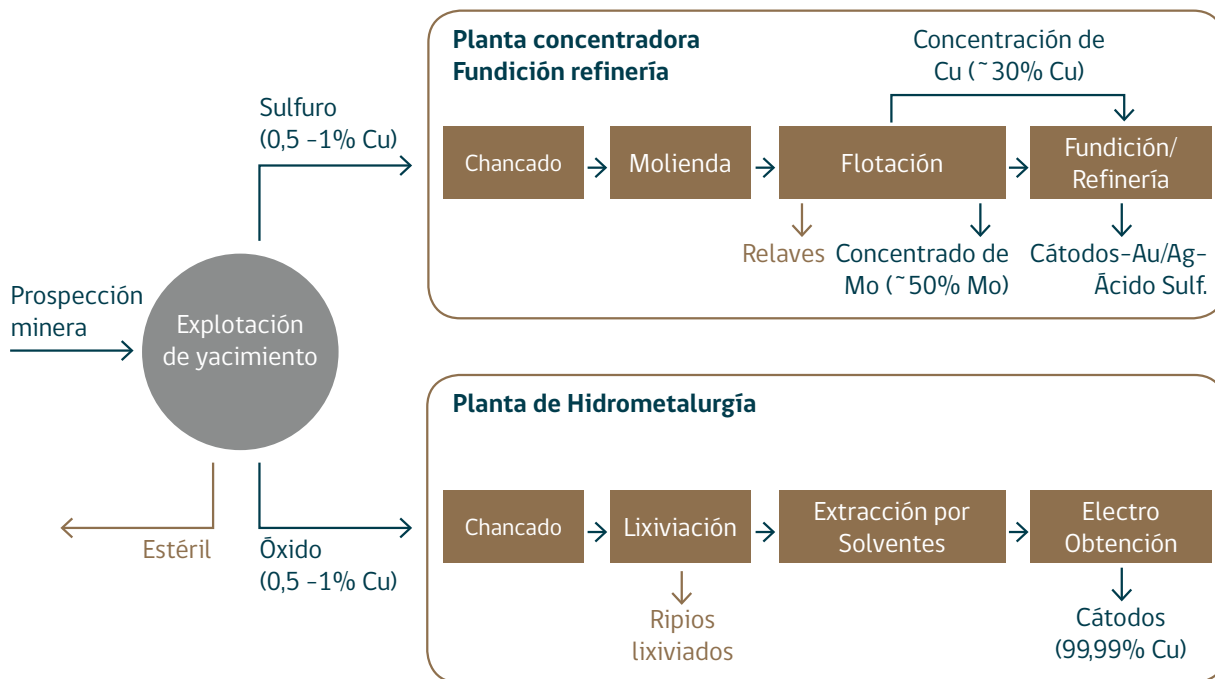 Planta concentradora
Fundición refinería
Concentración de
Cu (~30% Cu)
Sulfuro
(0,5 -1% Cu)
Chancado
Molienda
Flotación
Fundición/
Refinería
Relaves
Concentrado de
Mo (~50% Mo)
Cátodos-Au/Ag-
Ácido Sulf.
Prospección
minera
Explotación
de yacimiento
Planta de Hidrometalurgía
Chancado
Lixiviación
Extracción por
Solventes
Electro
Obtención
Estéril
Óxido
(0,5 -1% Cu)
Ripios
lixiviados
Cátodos
(99,99% Cu)